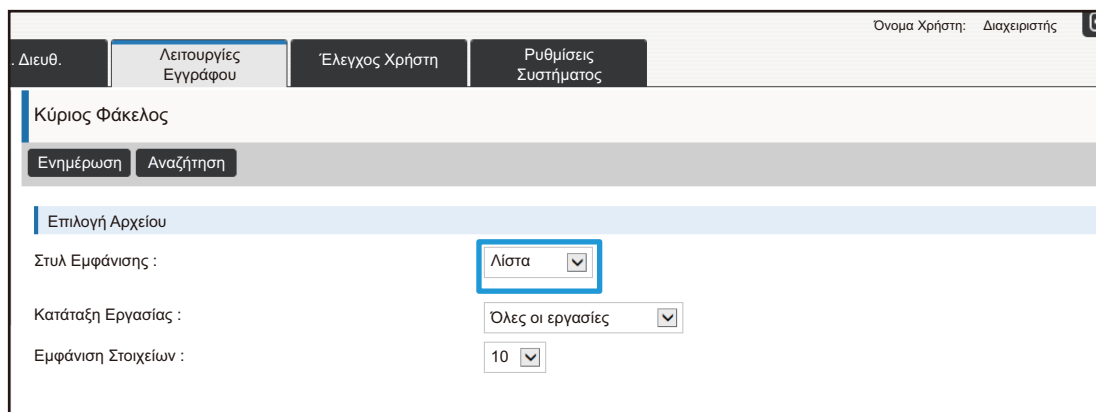 Όνομα Χρήστη: Διαχειριστής
. Διευθ.
Λειτουργίες
Εγγράφου
Έλεγχος Χρήστη
Ρυθμίσεις
Συστήματος
Κύριος Φάκελος
Ενημέρωση Αναζήτηση
Επιλογή Αρχείου
Στυλ Εμφάνισης : Λίστα
Κατάταξη Εργασίας : Όλες οι εργασίες
Εμφάνιση Στοιχείων : 10